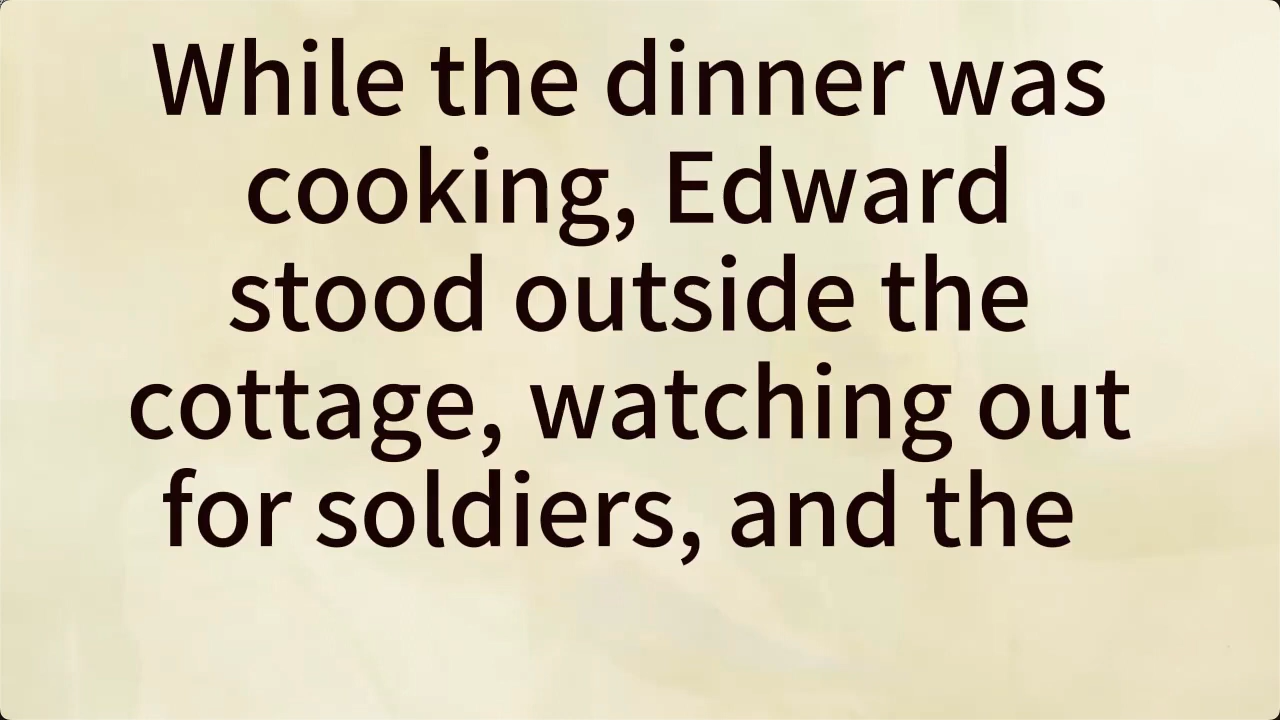 While the dinner was
cooking, Edward
stood outside the
cottage, watching out
for soldiers, and the